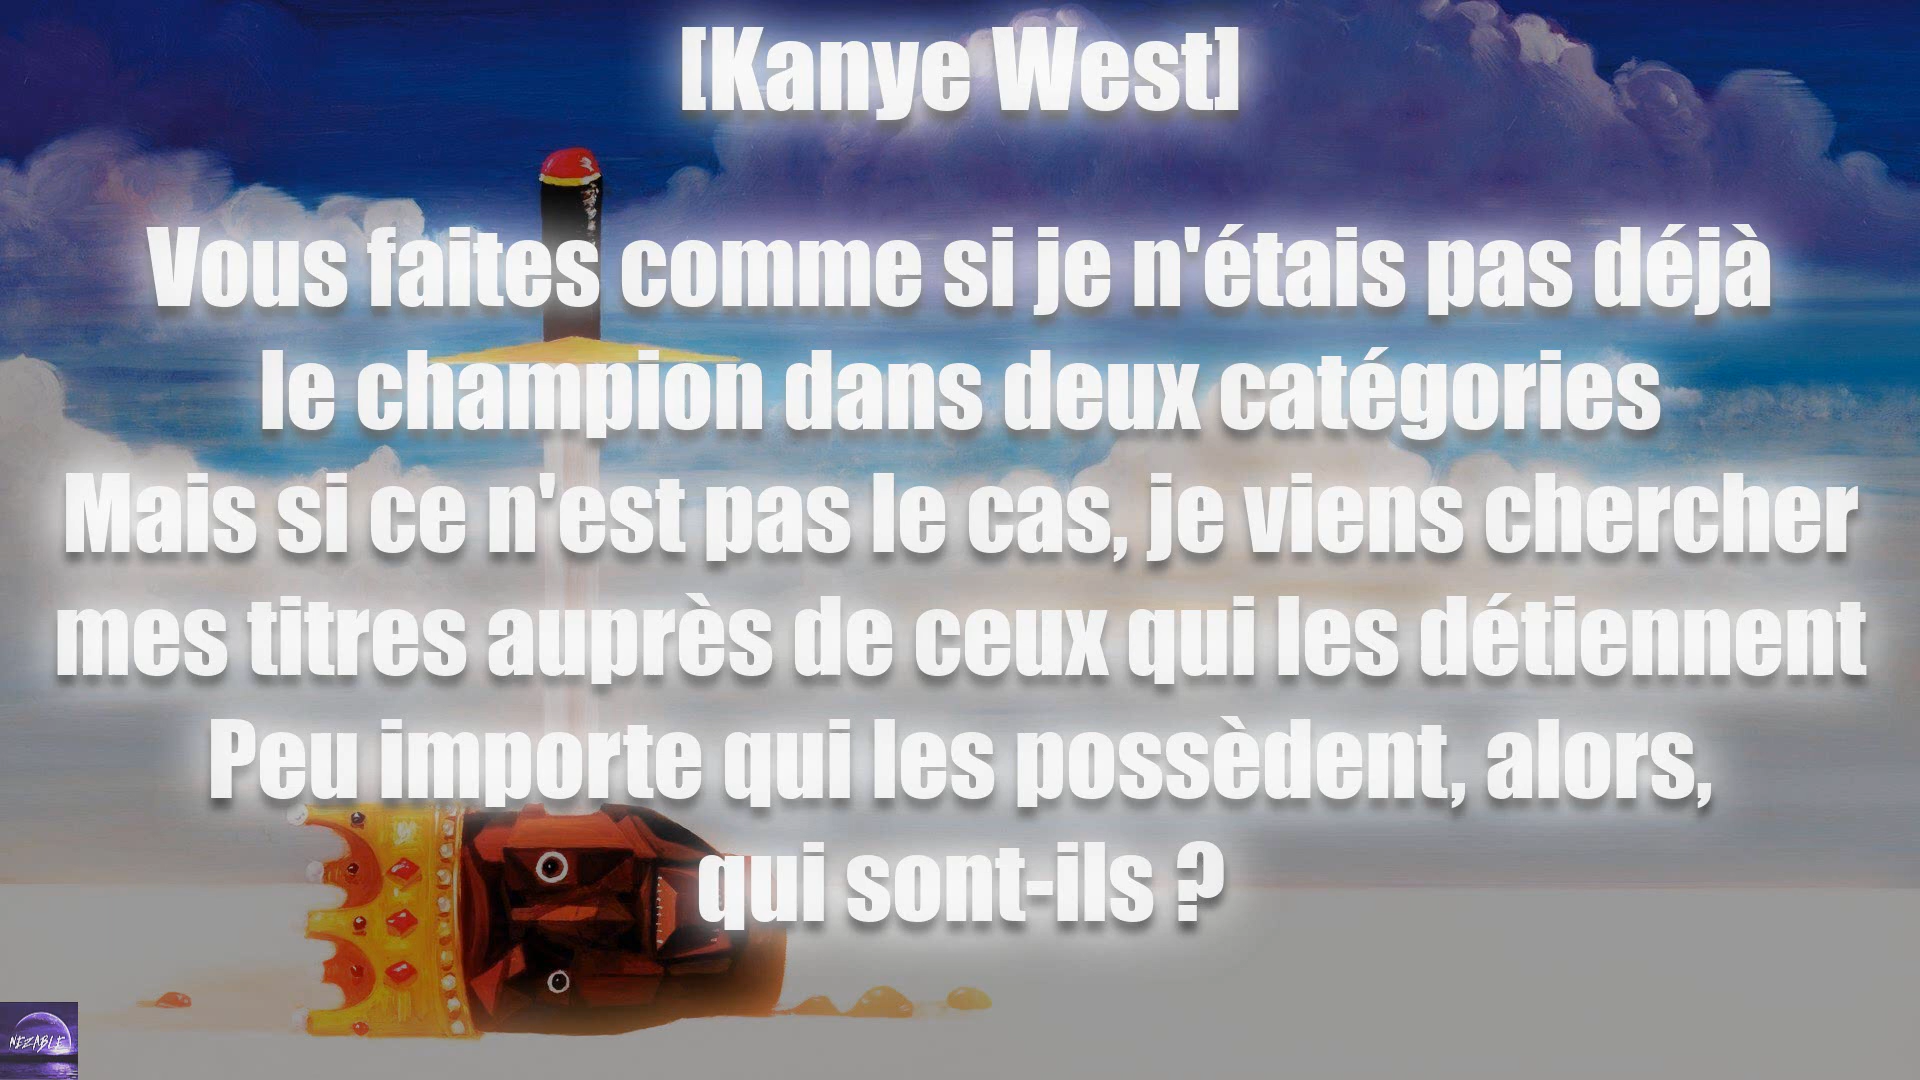 [Kanye West]
Vous faites comme si je n'étais pas déjà
le champion dans deux catégories
Mais si ce n'est pas le cas, je viens chercher
mes titres auprès de ceux qui les détiennent
Peu importe qui les possèdent, alors,
qui sont-ils ?
NEZABLE